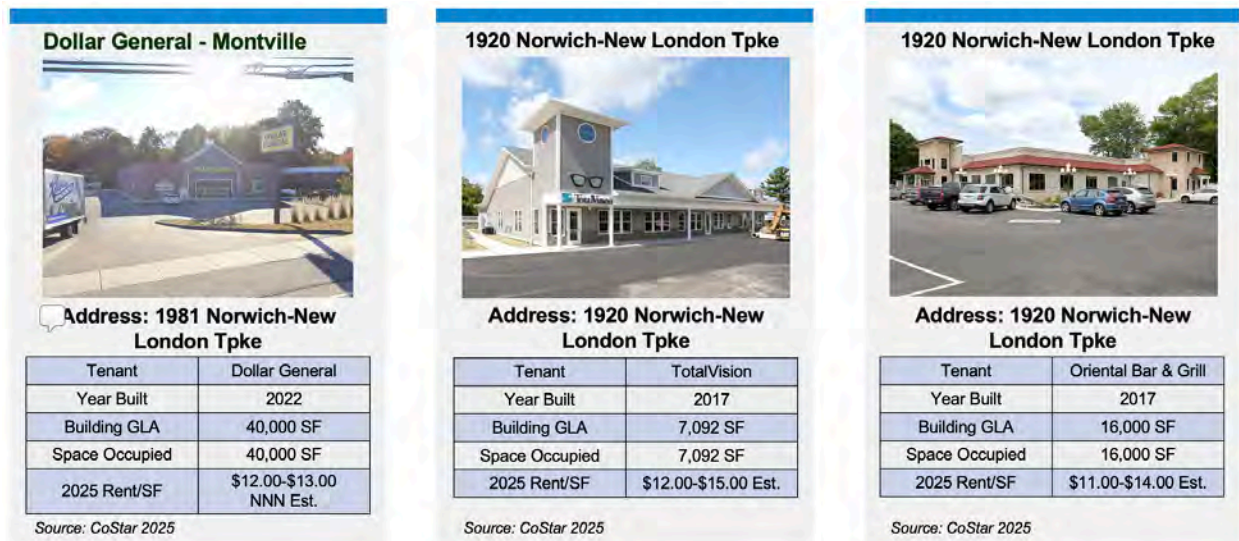 Dollar General - Montville
Address: 1981 Norwich-New
London Tpke
Tenant Dollar General
Year Built 2022
Building GLA 40,000 SF
Space Occupied 40,000 SF
2025 Rent/SF $12.00-$13.00
NNN Est.
Source: CoStar 2025
1920 Norwich-New London Tpke
TotalVision
Address: 1920 Norwich-New
London Tpke
Tenant TotalVision
Year Built 2017
Building GLA 7,092 SF
Space Occupied 7,092 SF
2025 Rent/SF $12.00-$15.00 Est.
Source: CoStar 2025
1920 Norwich-New London Tpke
Address: 1920 Norwich-New
London Tpke
Tenant Oriental Bar & Grill
Year Built 2017
Building GLA 16,000 SF
Space Occupied 16,000 SF
2025 Rent/SF $11.00-$14.00 Est.
Source: CoStar 2025